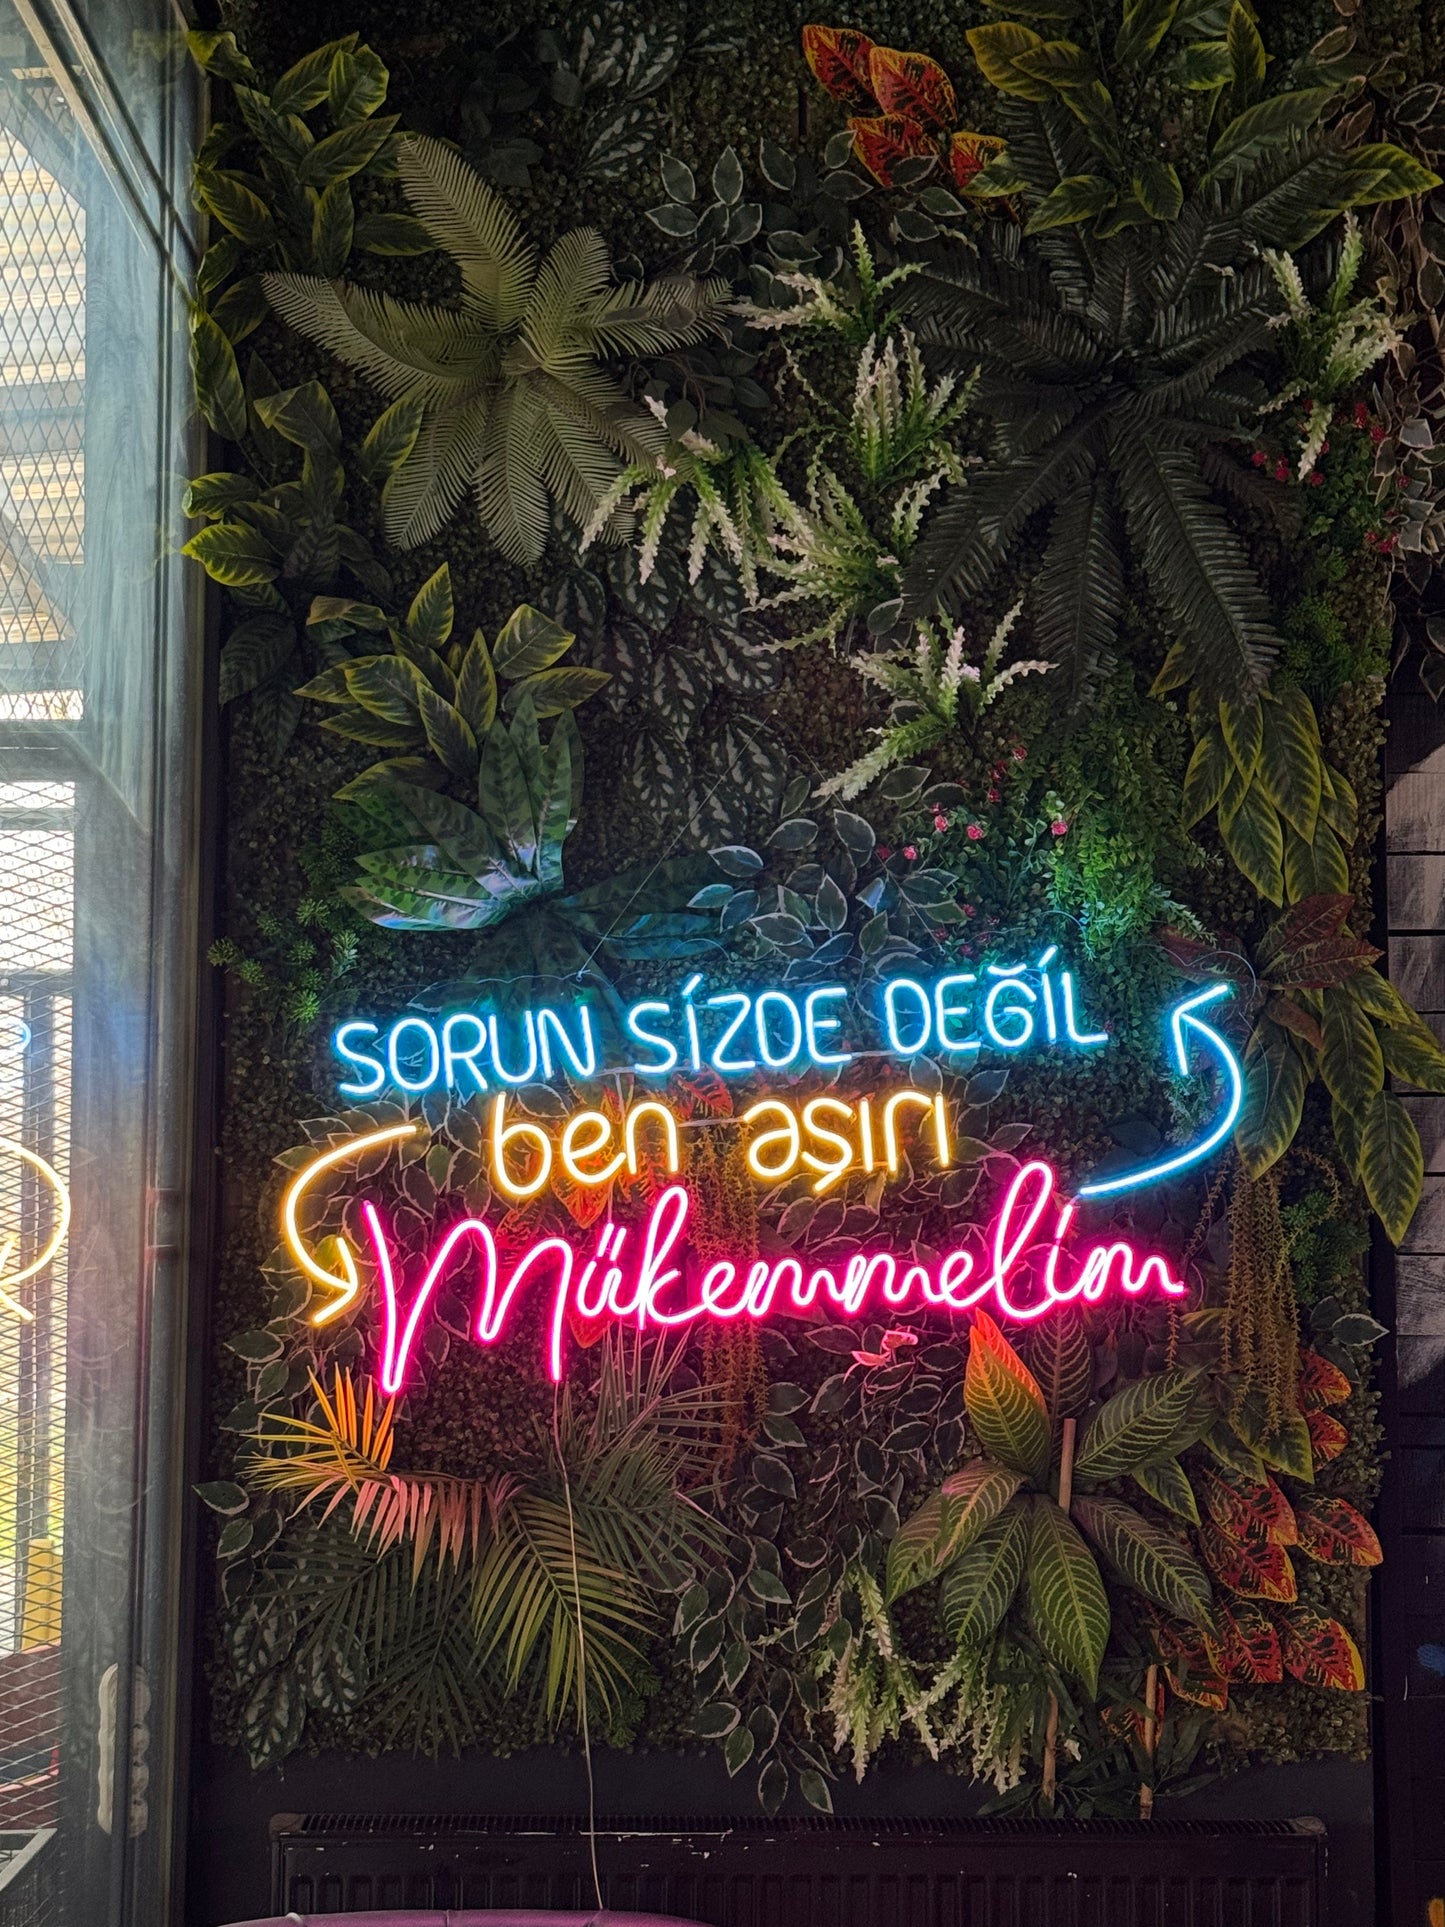 SORUN SİZDE DEĞİL
ben aşırı
Mükemmelim